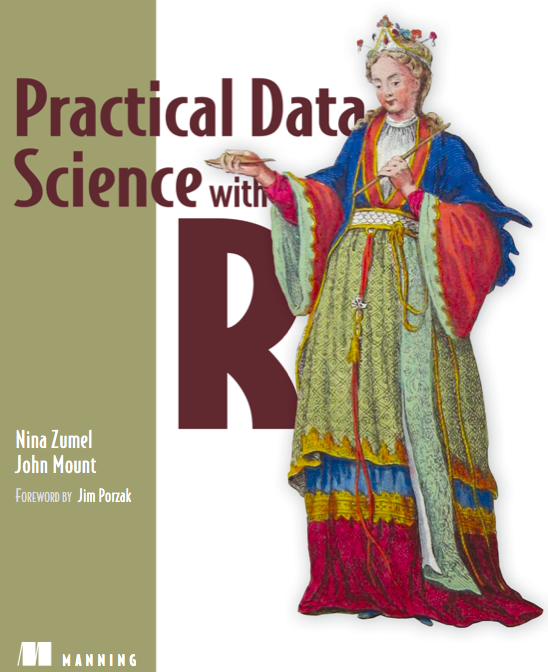 Practical Data
Science with
R
Nina Zumel
John Mount
FOREWORD BY Jim Porzak
MANNING